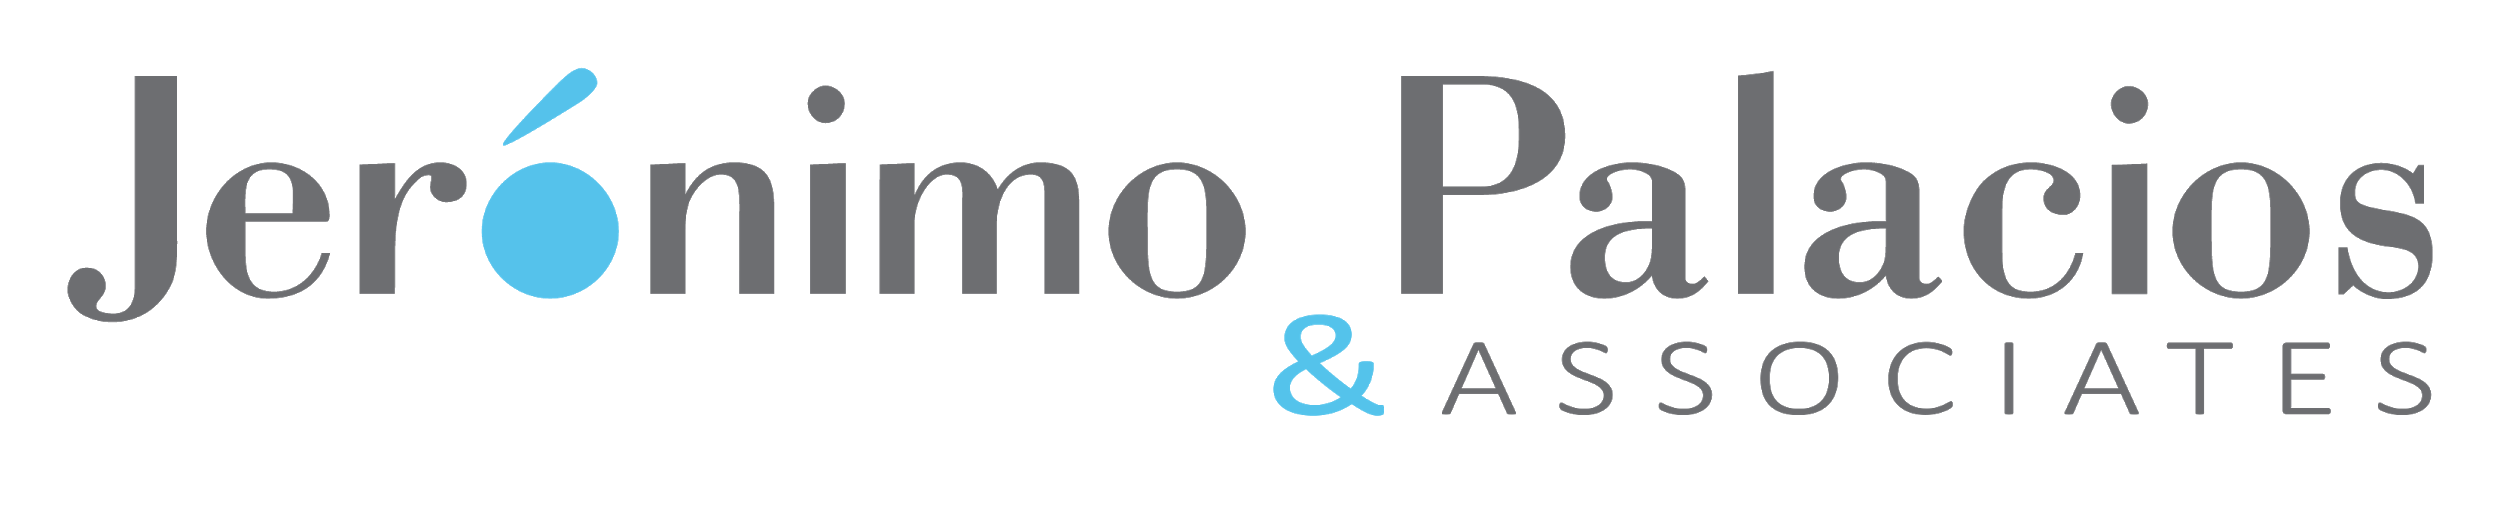 Jerónimo Palacios
& ASSOCIATES